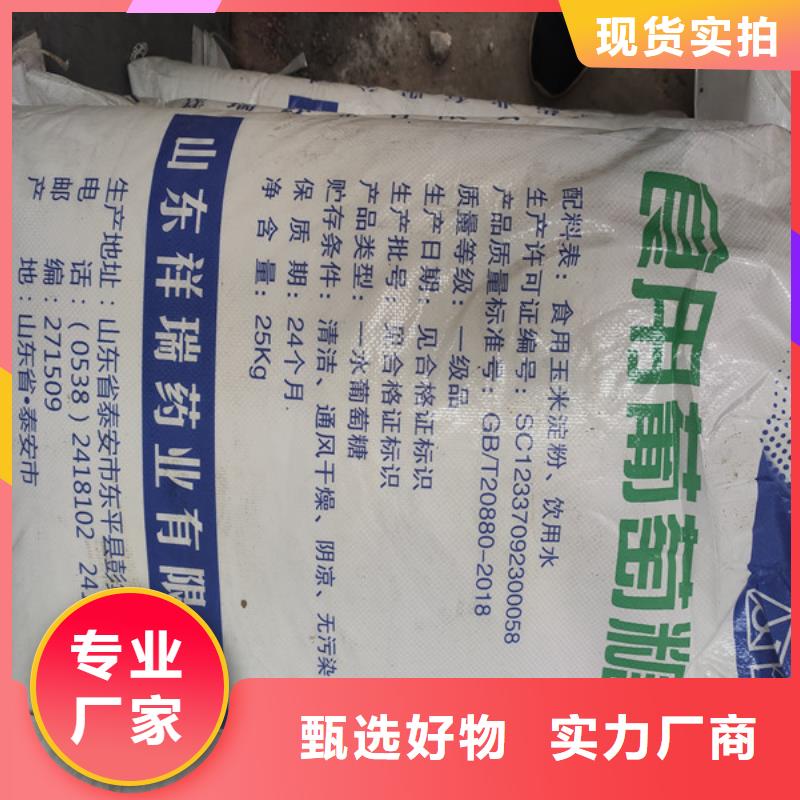 现货实拍
食用葡萄糖
配料表：食用玉米淀粉、饮用水
生产许可证编号：SC12337092300058
产品质量标准号：GB/T20880-2018
质量等级：一级品
生产日期：见合格证标识
生产批号：见合格证标识
产品类型：一水葡萄糖
贮存条件：清洁、通风干燥、阴凉、无污染
保质期：24个月.
净含量：25Kg
山东祥瑞药业有限
生产地址：山东省泰安市东平县彭
电话：(0538)2418102 24
邮编：271509
产地：山东省·泰安市
专业
厂家
甄选好物 实力厂商